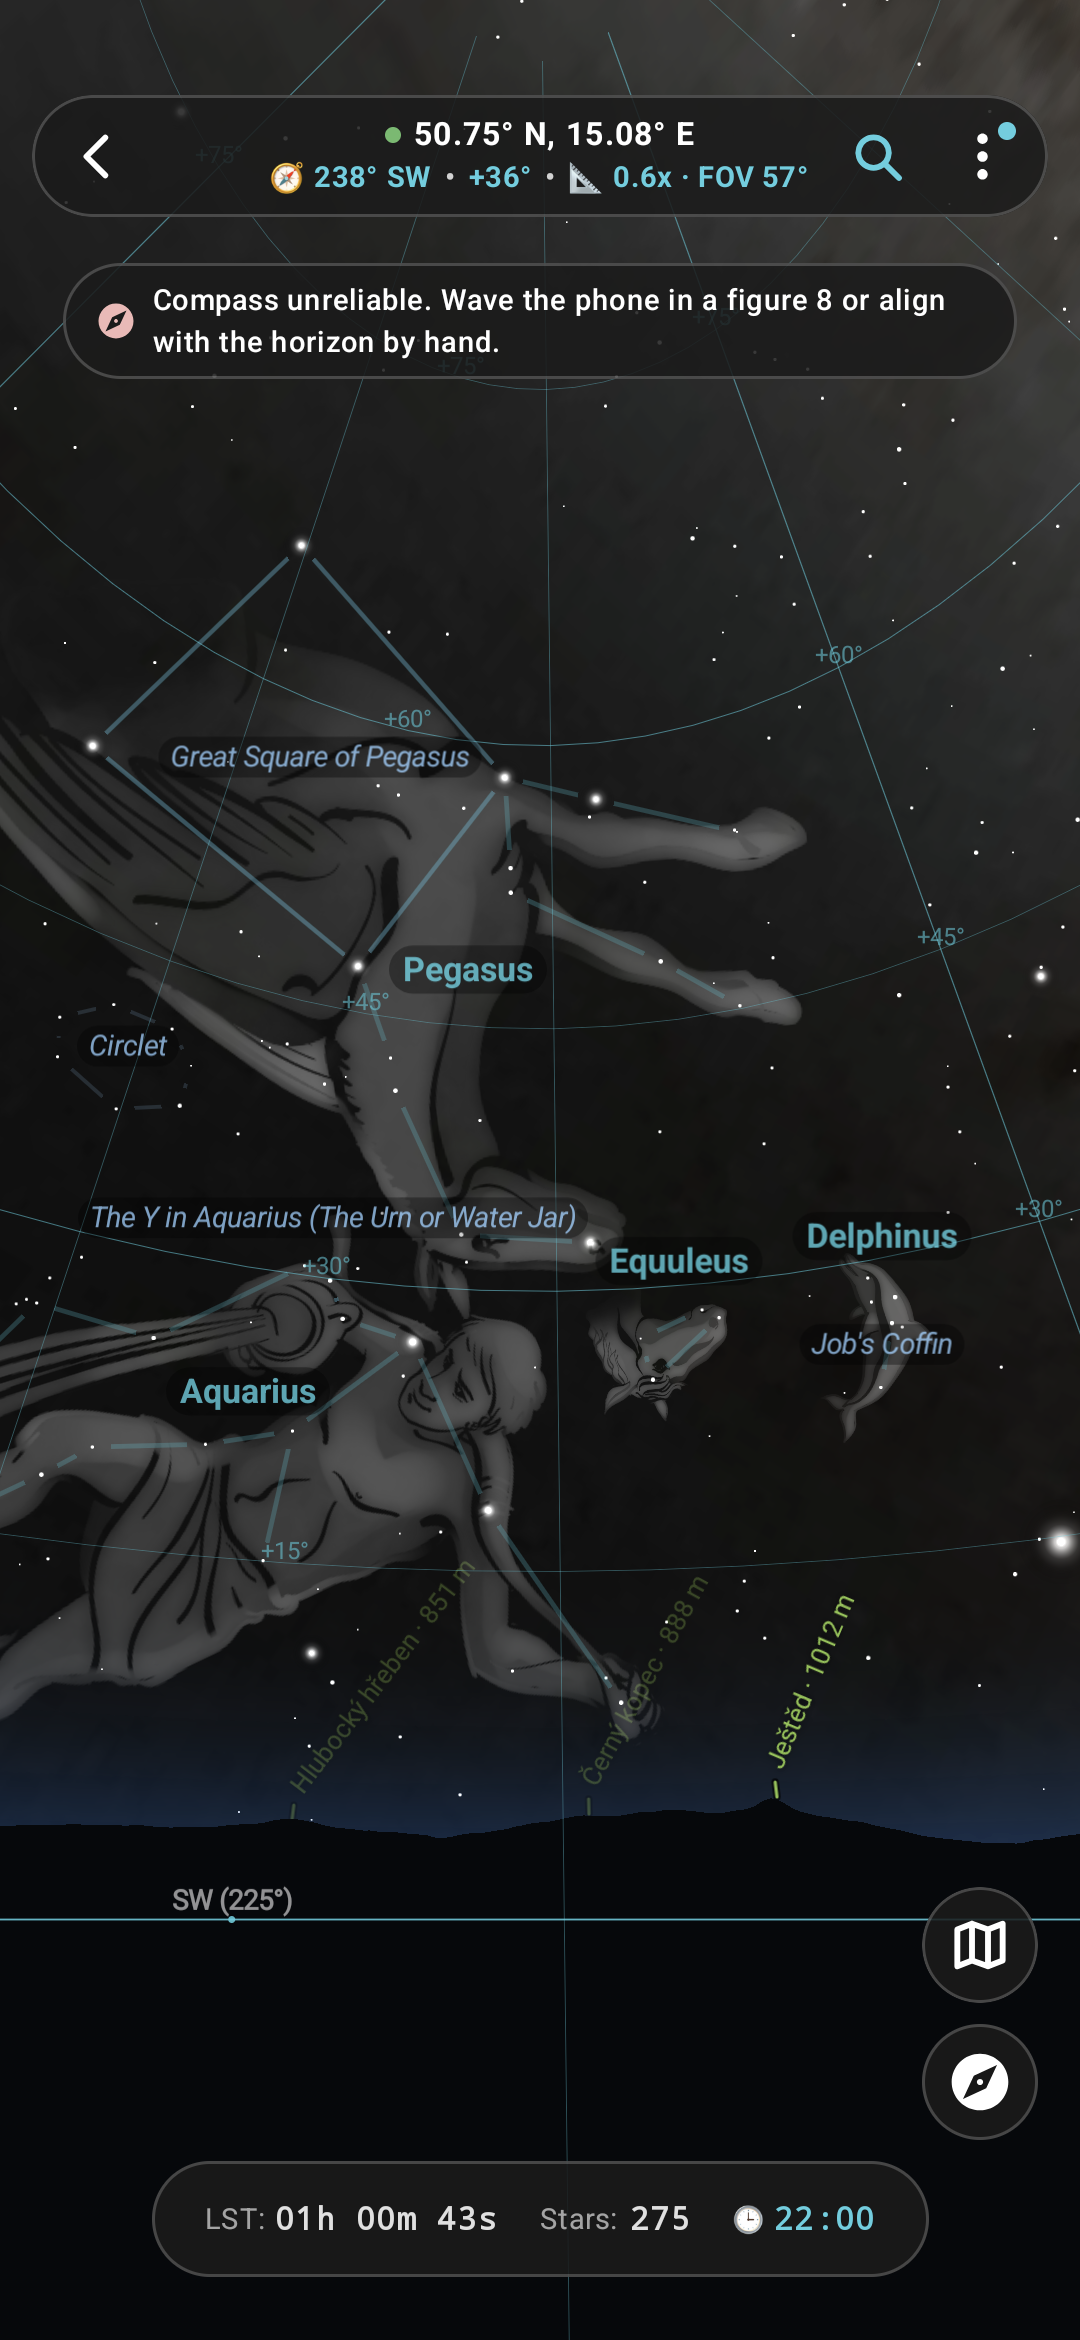 50.75° N, 15.08° E
238° SW • +36° • 0.6x · FOV 57°
+75°
Compass unreliable. Wave the phone in a figure 8 or align
with the horizon by hand.
+75°
+75°
+60°
+60°
Great Square of Pegasus
+45°
Pegasus
+45°
Circlet
+30°
The Y in Aquarius (The Urn or Water Jar)
Delphinus
Equuleus
+30°
Job's Coffin
Aquarius
+15°
Hlubocký hřeben · 851 m
Černý kopec · 888 m
Ještěd · 1012 m
SW (225°)
LST: 01h 00m 43s Stars: 275 22:00